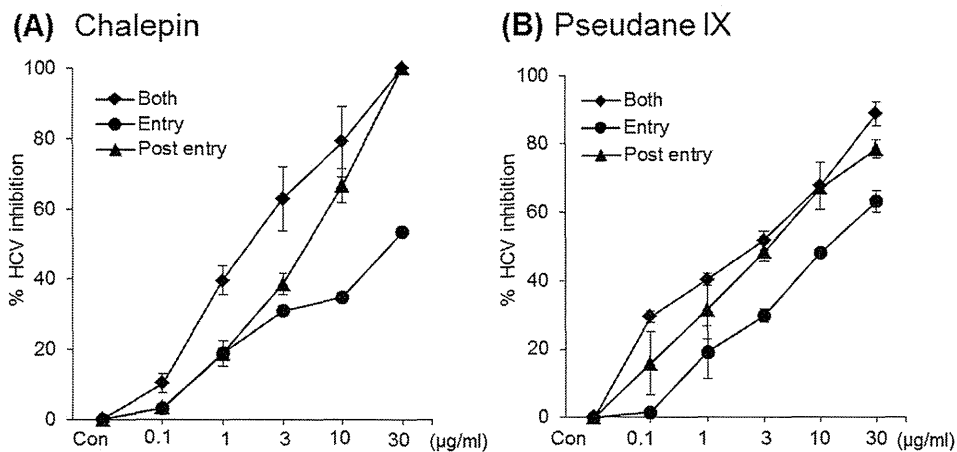 (A) Chalepin
100
80
60
40
20
0
% HCV inhibition
Both
Entry
Post entry
Con 0.1 1 3 10 30 (µg/ml)
(B) Pseudane IX
100
80
60
40
20
0
% HCV inhibition
Both
Entry
Post entry
Con 0.1 1 3 10 30 (µg/ml)